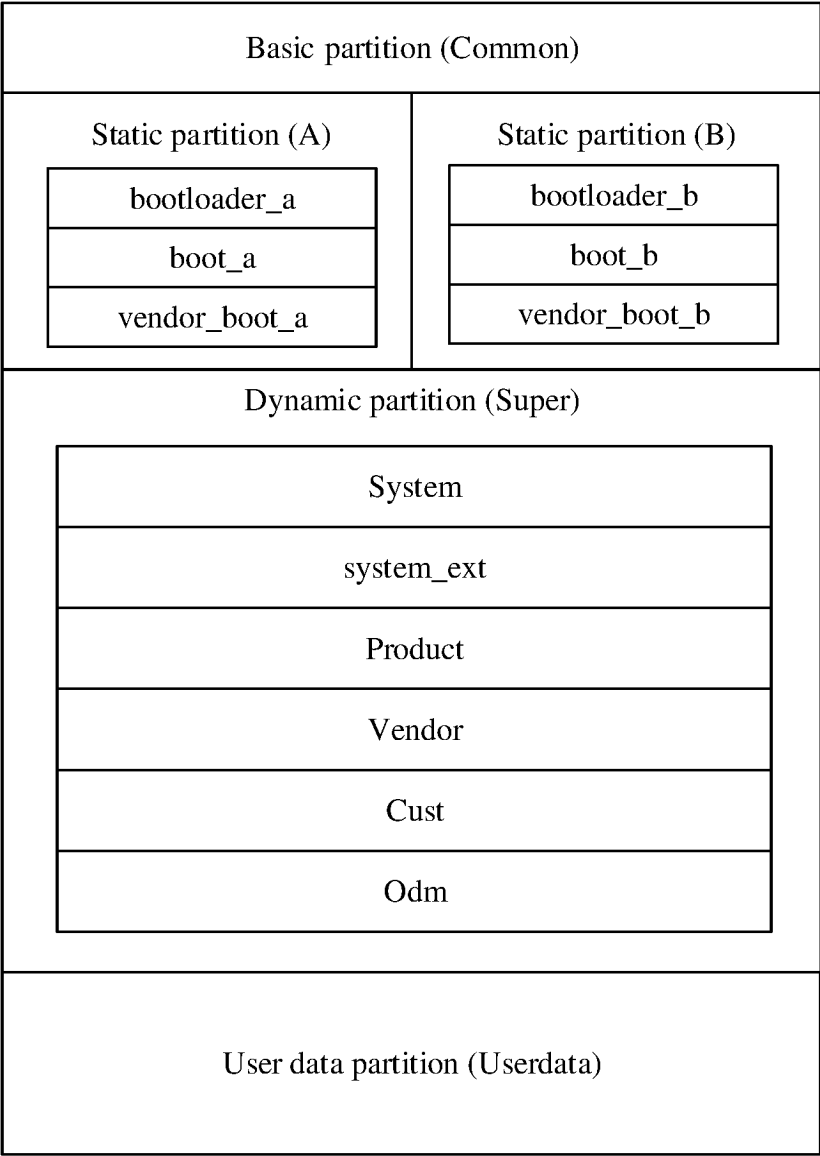 Basic partition (Common)
Static partition (A)
bootloader_a
boot_a
vendor_boot_a
Static partition (B)
bootloader_b
boot_b
vendor_boot_b
Dynamic partition (Super)
System
system_ext
Product
Vendor
Cust
Odm
User data partition (Userdata)